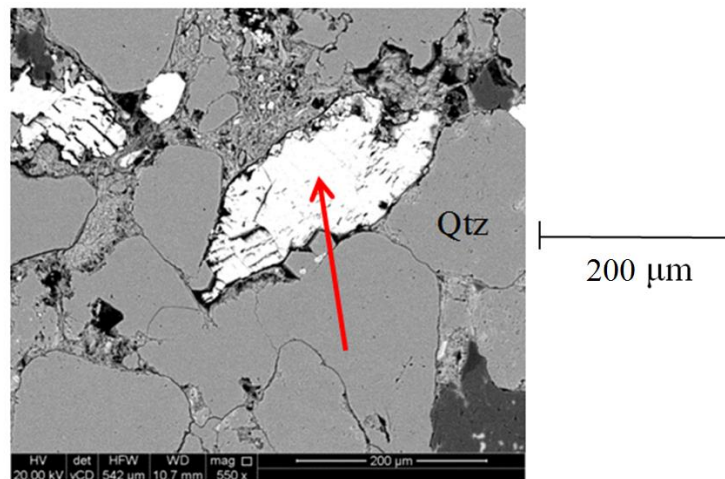 Qtz
200 μm
HV det HFW WD mag □
20.00 kV vCD 542 μm 10.7 mm 550 x 200 μm